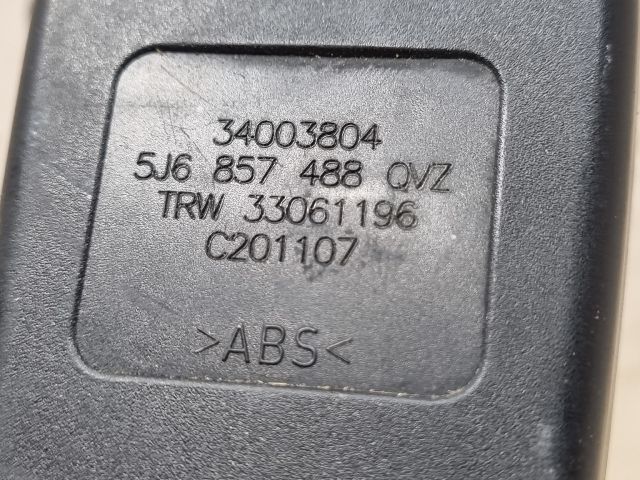 34003804
5J6 857 488 QVZ
TRW 33061196
C201107
>ABS<